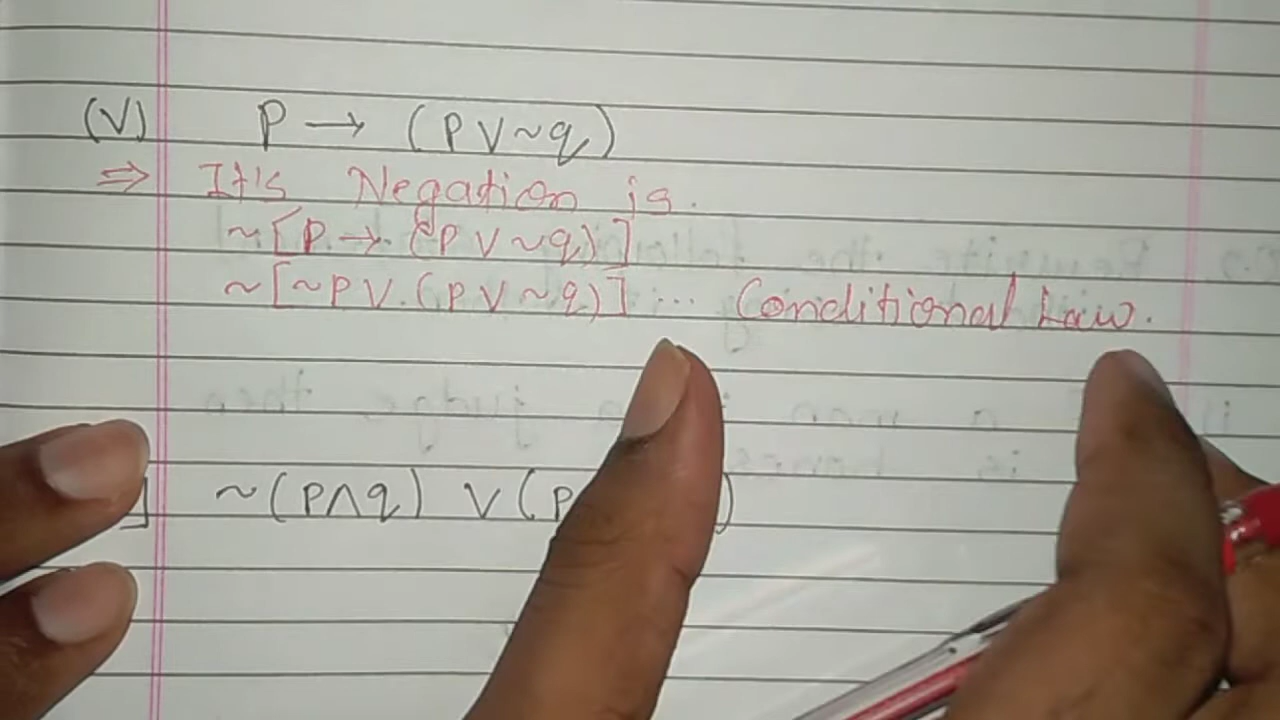 (V) P → (P ∨ ~q)
⇒ It's Negation is.
~[P → (P ∨ ~q)]
~[~P ∨ (P ∨ ~q)] ... Conditional Law.
] ~(P∧q) ∨ (P )